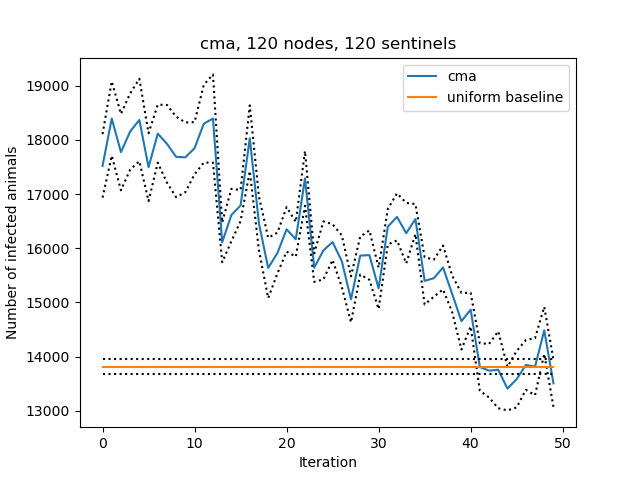 cma, 120 nodes, 120 sentinels
cma
uniform baseline
Number of infected animals
19000
18000
17000
16000
15000
14000
13000
0 10 20 30 40 50
Iteration